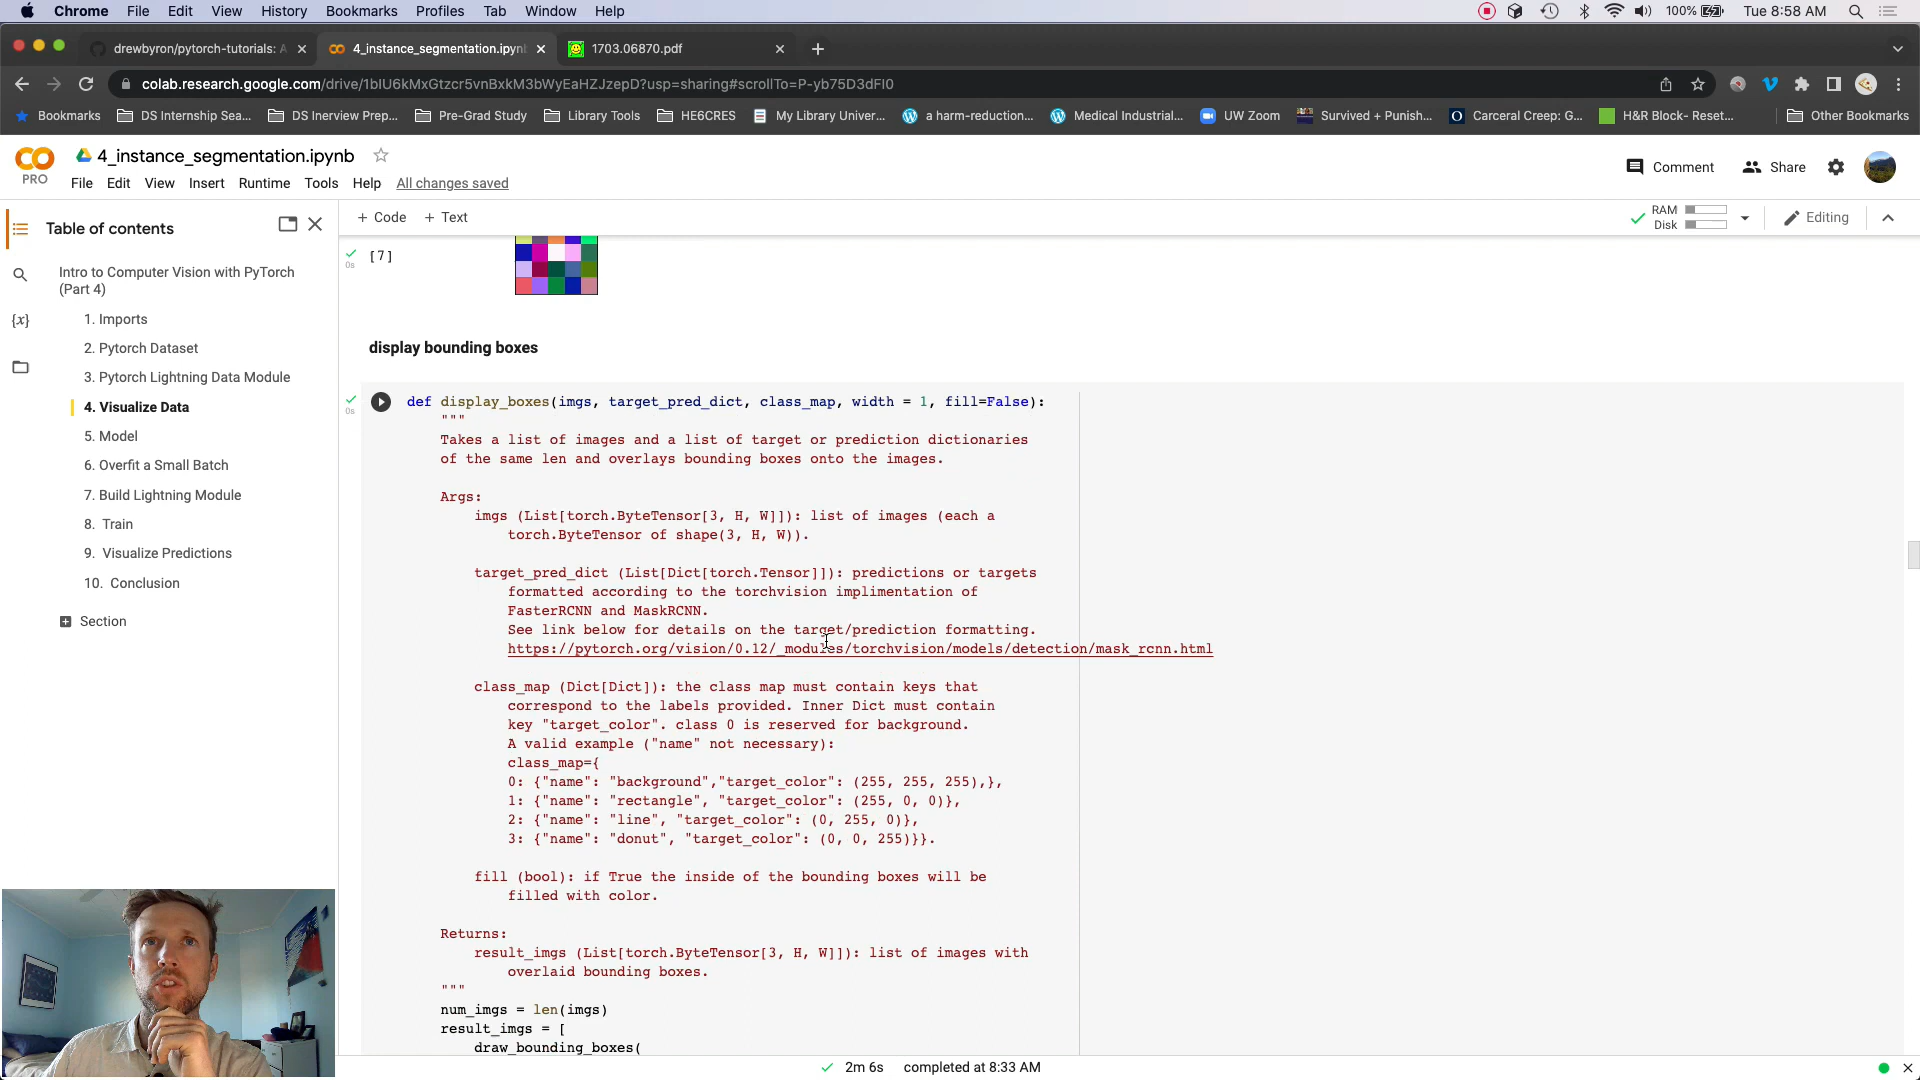 Chrome File Edit View History Bookmarks Profiles Tab Window Help 100% Tue 8:58 AM
drewbyron/pytorch-tutorials: A 4_instance_segmentation.ipyn 1703.06870.pdf
colab.research.google.com/drive/1bIU6kMxGtzcr5vnBxkM3bWyEaHZJzepD?usp=sharing#scrollTo=P-yb75D3dFI0
Bookmarks DS Internship Sea... DS Inerview Prep... Pre-Grad Study Library Tools HE6CRES My Library Univer... a harm-reduction... Medical Industrial... UW Zoom Survived + Punish... Carceral Creep: G... H&R Block- Reset... Other Bookmarks
PRO
4_instance_segmentation.ipynb
Comment Share
File Edit View Insert Runtime Tools Help All changes saved
Table of contents
+ Code + Text
RAM
Disk
Editing
Intro to Computer Vision with PyTorch
(Part 4)
1. Imports
2. Pytorch Dataset
3. Pytorch Lightning Data Module
4. Visualize Data
5. Model
6. Overfit a Small Batch
7. Build Lightning Module
8. Train
9. Visualize Predictions
10. Conclusion
Section
{x}
0s
[7]
display bounding boxes
0s
def display_boxes(imgs, target_pred_dict, class_map, width = 1, fill=False):
"""
Takes a list of images and a list of target or prediction dictionaries
of the same len and overlays bounding boxes onto the images.
Args:
imgs (List[torch.ByteTensor[3, H, W]]): list of images (each a
torch.ByteTensor of shape(3, H, W)).
target_pred_dict (List[Dict[torch.Tensor]]): predictions or targets
formatted according to the torchvision implimentation of
FasterRCNN and MaskRCNN.
See link below for details on the target/prediction formatting.
https://pytorch.org/vision/0.12/_modules/torchvision/models/detection/mask_rcnn.html
class_map (Dict[Dict]): the class map must contain keys that
correspond to the labels provided. Inner Dict must contain
key "target_color". class 0 is reserved for background.
A valid example ("name" not necessary):
class_map={
0: {"name": "background","target_color": (255, 255, 255),},
1: {"name": "rectangle", "target_color": (255, 0, 0)},
2: {"name": "line", "target_color": (0, 255, 0)},
3: {"name": "donut", "target_color": (0, 0, 255)}}.
fill (bool): if True the inside of the bounding boxes will be
filled with color.
Returns:
result_imgs (List[torch.ByteTensor[3, H, W]]): list of images with
overlaid bounding boxes.
"""
num_imgs = len(imgs)
result_imgs = [
draw_bounding_boxes(
2m 6s completed at 8:33 AM